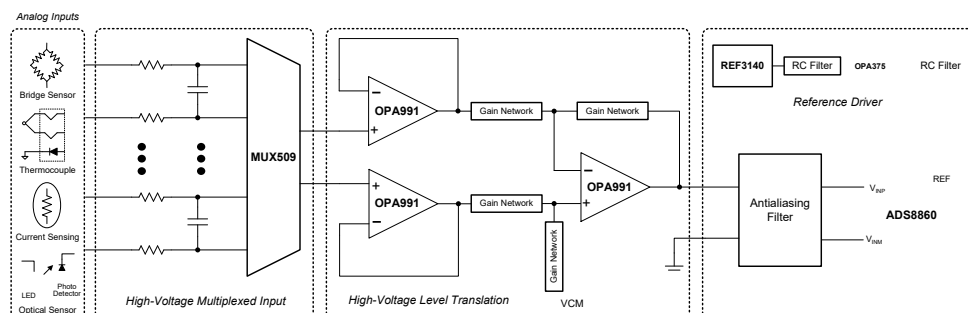 Analog Inputs
Bridge Sensor
Thermocouple
Current Sensing
LED
Photo
Detector
Optical Sensor
MUX509
High-Voltage Multiplexed Input
OPA991
OPA991
Gain Network
Gain Network
Gain Network
Gain Network
OPA991
VCM
High-Voltage Level Translation
REF3140
RC Filter
OPA375
RC Filter
Reference Driver
Antialiasing
Filter
VINP
VINM
REF
ADS8860